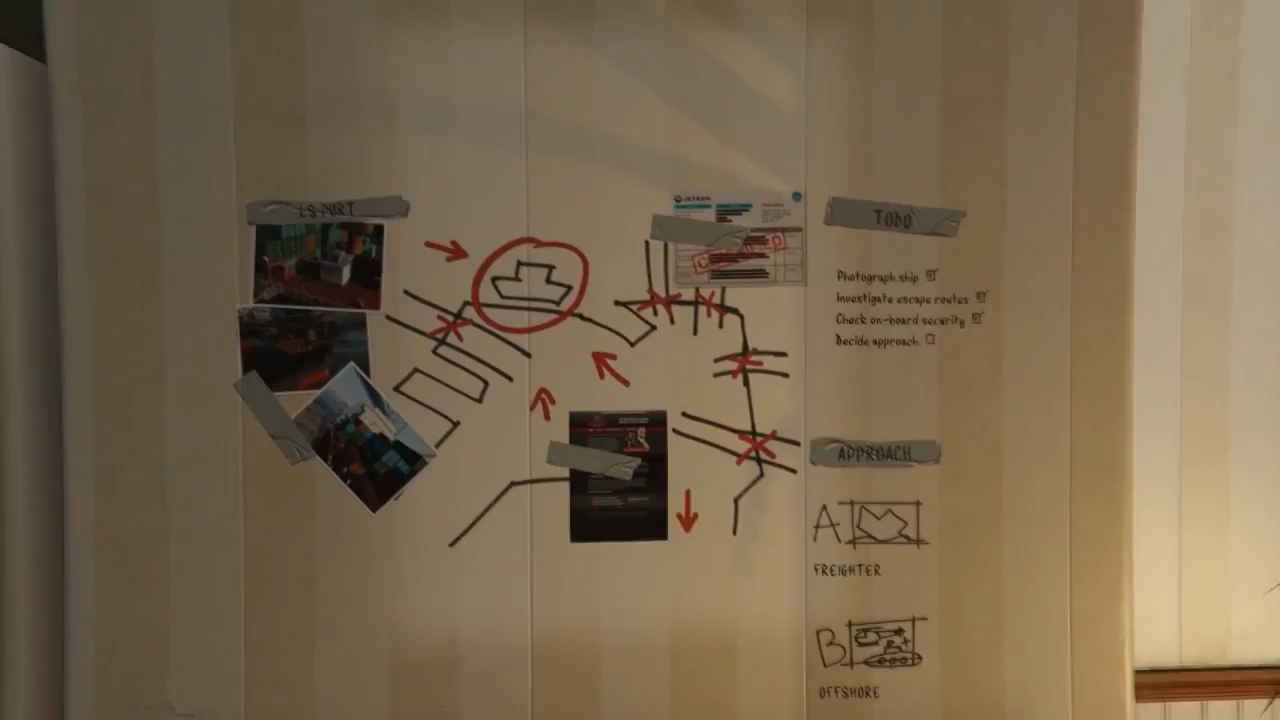 LS PORT
TODO
Photograph ship
Investigate escape routes
Check on-board security
Decide approach
APPROACH
A
FREIGHTER
B
OFFSHORE